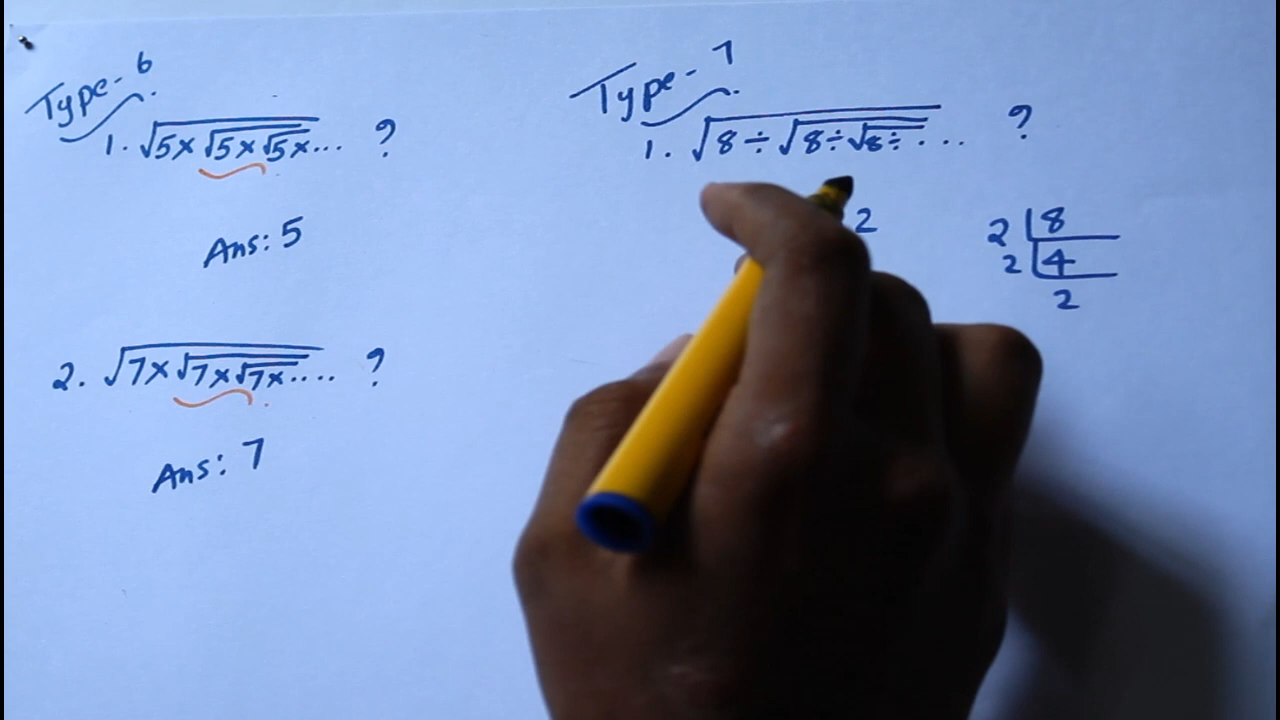 Type-6
1. √5×√5×√5×... ?
Ans: 5
2. √7×√7×√7×.... ?
Ans: 7
Type-7
1. √8÷√8÷√8÷... ?
2
2 8
2 4
2